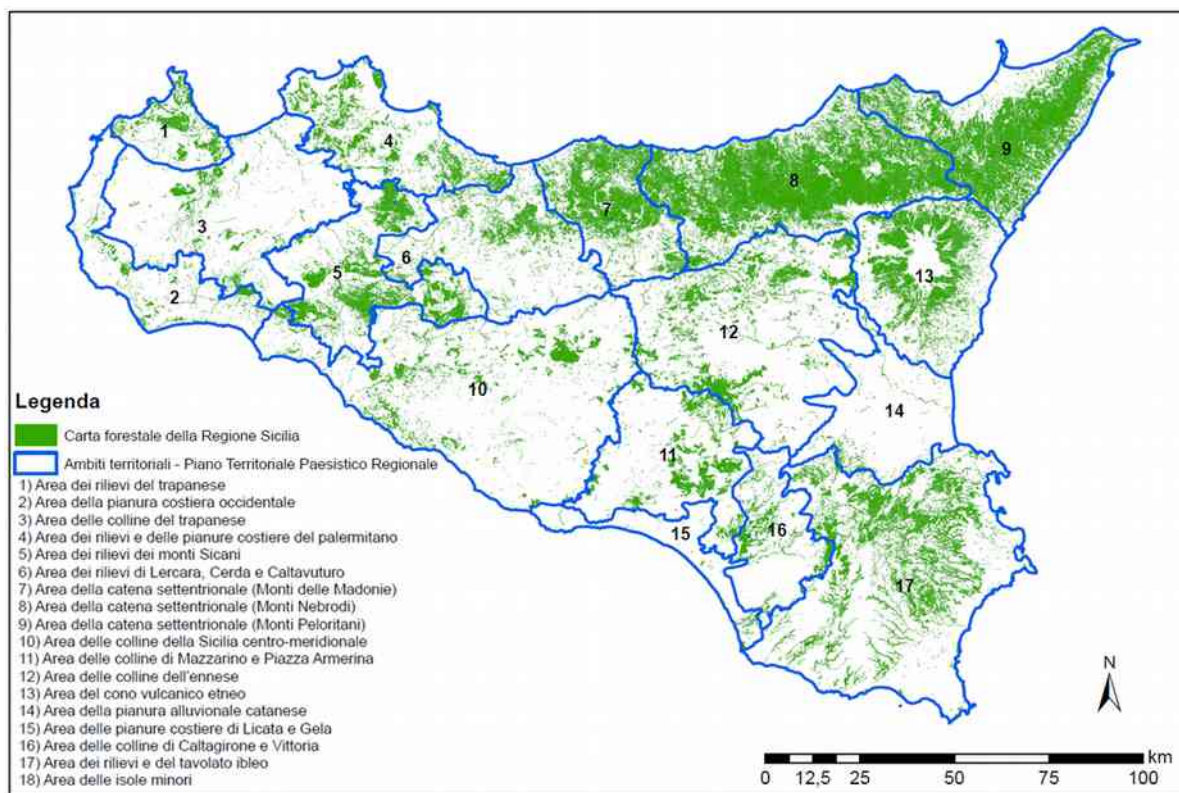 1
4
9
8
3
7
6
5
13
2
12
10
14
11
16
15
17
Legenda
Carta forestale della Regione Sicilia
Ambiti territoriali - Piano Territoriale Paesistico Regionale
1) Area dei rilievi del trapanese
2) Area della pianura costiera occidentale
3) Area delle colline del trapanese
4) Area dei rilievi e delle pianure costiere del palermitano
5) Area dei rilievi dei monti Sicani
6) Area dei rilievi di Lercara, Cerda e Caltavuturo
7) Area della catena settentrionale (Monti delle Madonie)
8) Area della catena settentrionale (Monti Nebrodi)
9) Area della catena settentrionale (Monti Peloritani)
10) Area delle colline della Sicilia centro-meridionale
11) Area delle colline di Mazzarino e Piazza Armerina
12) Area delle colline dell'ennese
13) Area del cono vulcanico etneo
14) Area della pianura alluvionale catanese
15) Area delle pianure costiere di Licata e Gela
16) Area delle colline di Caltagirone e Vittoria
17) Area dei rilievi e del tavolato ibleo
18) Area delle isole minori
N
km
0 12,5 25 50 75 100